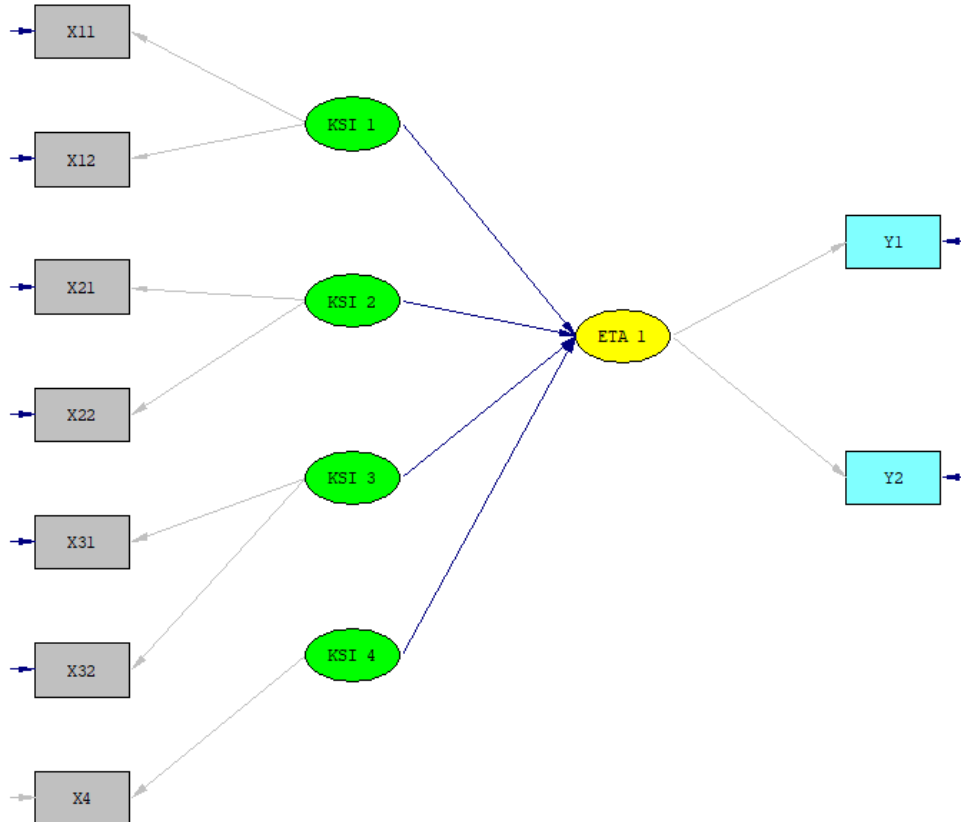 X11
KSI 1
X12
Y1
X21
KSI 2
ETA 1
X22
KSI 3
Y2
X31
X32
KSI 4
X4